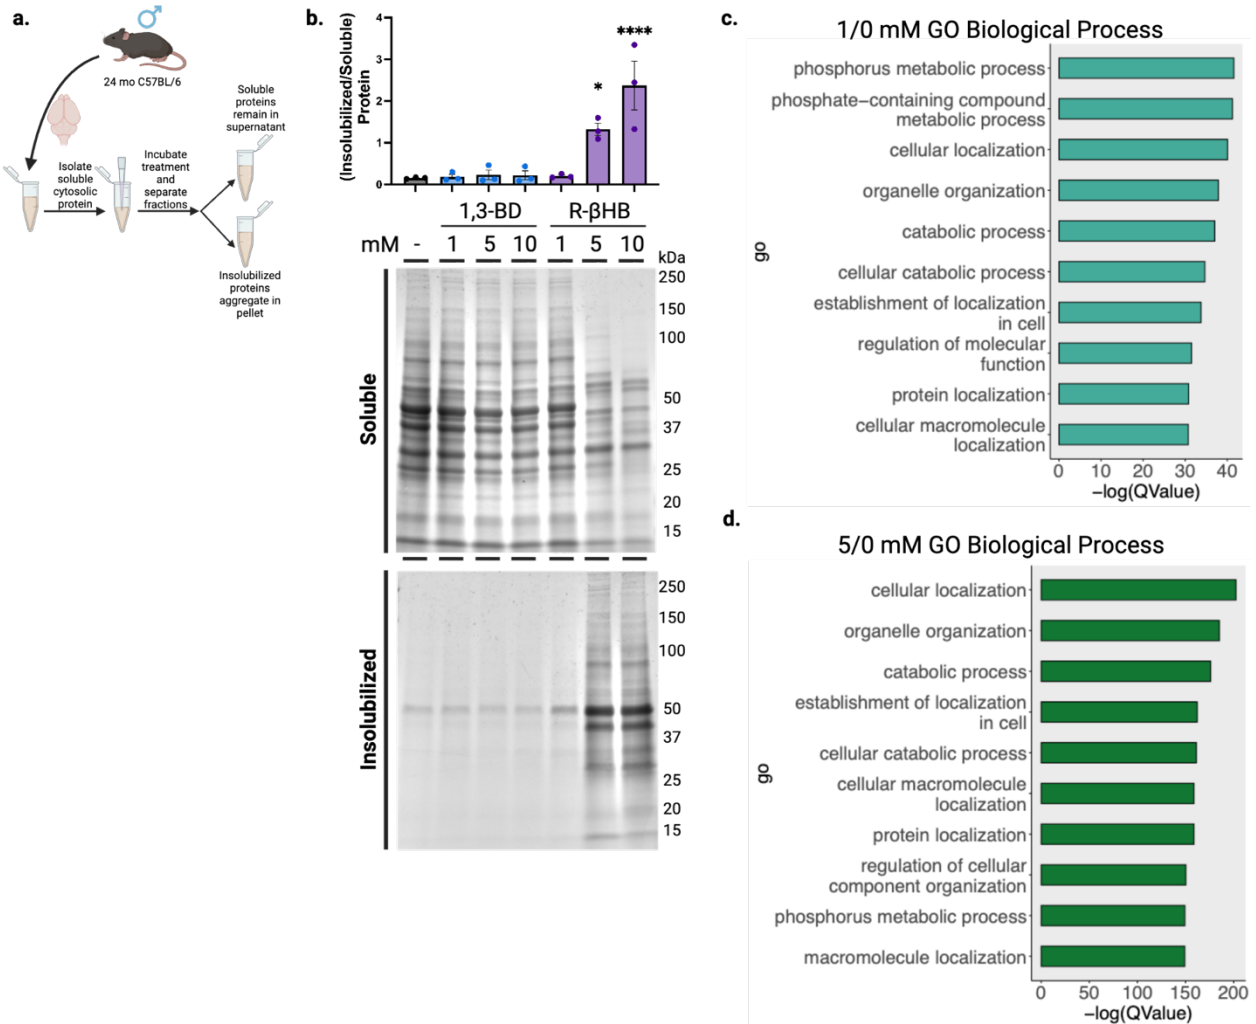 a.
24 mo C57BL/6
Soluble
proteins
remain in
supernatant
Isolate
soluble
cytosolic
protein
Incubate
treatment
and
separate
fractions
Insolubilized
proteins
aggregate in
pellet
b.
(Insolubilized/Soluble)
Protein
4
3
2
1
0
*
****
1,3-BD
R-βHB
mM - 1 5 10 1 5 10
kDa
Soluble
250
150
100
50
37
25
20
15
Insolubilized
250
150
100
50
37
25
20
15
c.
1/0 mM GO Biological Process
go
phosphorus metabolic process
phosphate−containing compound
metabolic process
cellular localization
organelle organization
catabolic process
cellular catabolic process
establishment of localization
in cell
regulation of molecular
function
protein localization
cellular macromolecule
localization
0 10 20 30 40
−log(QValue)
d.
5/0 mM GO Biological Process
go
cellular localization
organelle organization
catabolic process
establishment of localization
in cell
cellular catabolic process
cellular macromolecule
localization
protein localization
regulation of cellular
component organization
phosphorus metabolic process
macromolecule localization
0 50 100 150 200
−log(QValue)